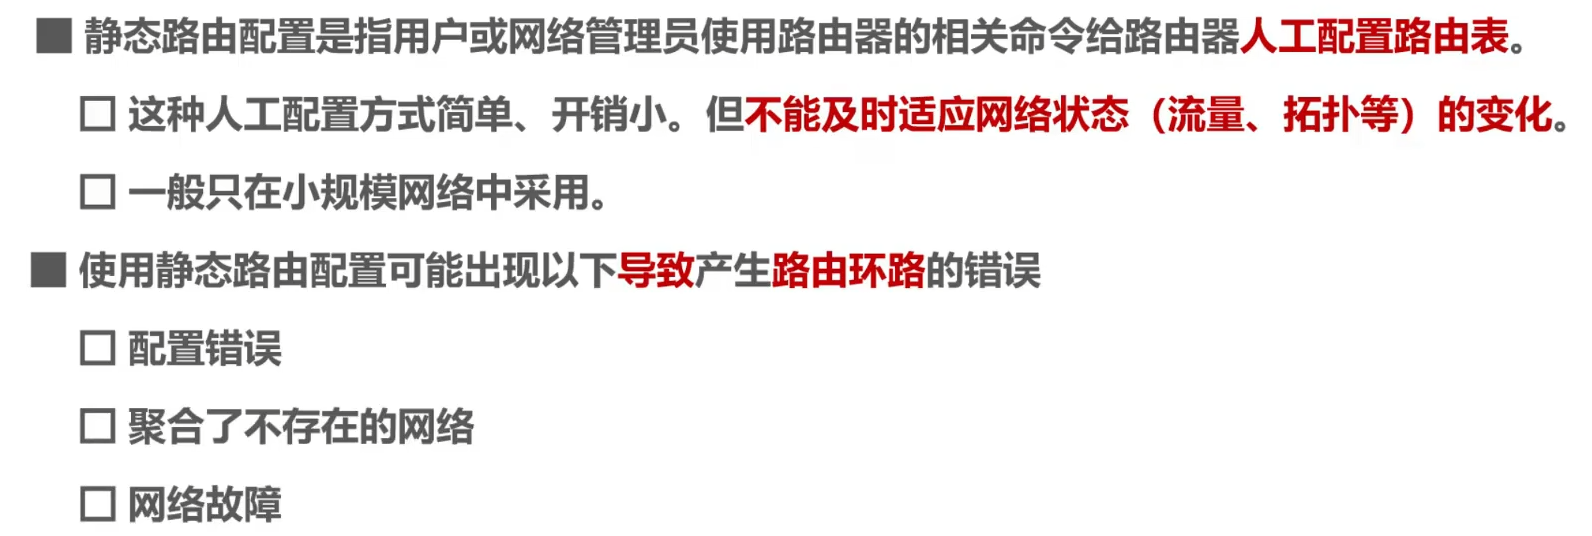 ■ 静态路由配置是指用户或网络管理员使用路由器的相关命令给路由器人工配置路由表。
□ 这种人工配置方式简单、开销小。但不能及时适应网络状态（流量、拓扑等）的变化。
□ 一般只在小规模网络中采用。
■ 使用静态路由配置可能出现以下导致产生路由环路的错误
□ 配置错误
□ 聚合了不存在的网络
□ 网络故障